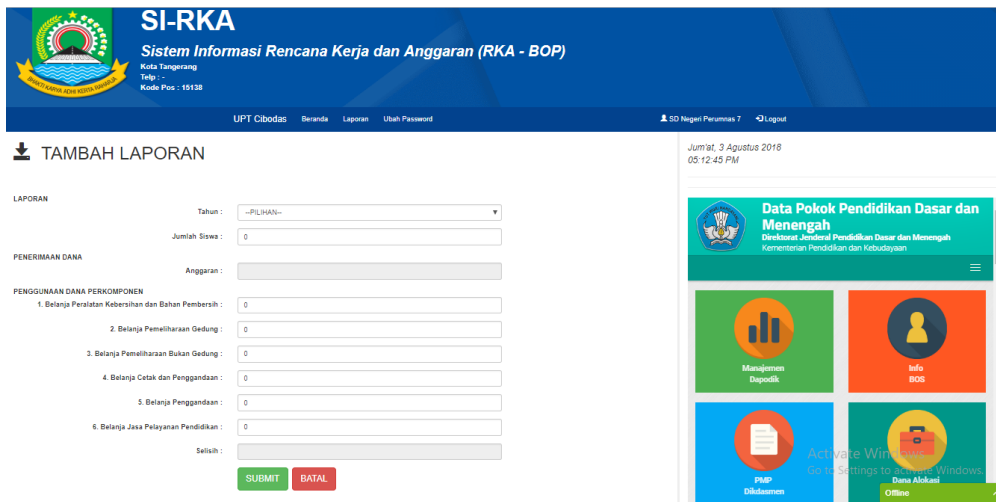 SI-RKA
Sistem Informasi Rencana Kerja dan Anggaran (RKA - BOP)
Kota Tangerang
Telp : -
Kode Pos : 15138
UPT Cibodas Beranda Laporan Ubah Password SD Negeri Perumnas 7 Logout
TAMBAH LAPORAN
LAPORAN
Tahun : --PILIHAN--
Jumlah Siswa : 0
PENERIMAAN DANA
Anggaran :
PENGGUNAAN DANA PERKOMPONEN
1. Belanja Peralatan Kebersihan dan Bahan Pembersih : 0
2. Belanja Pemeliharaan Gedung : 0
3. Belanja Pemeliharaan Bukan Gedung : 0
4. Belanja Cetak dan Penggandaan : 0
5. Belanja Penggandaan : 0
6. Belanja Jasa Pelayanan Pendidikan : 0
Selisih :
SUBMIT BATAL
Jum'at, 3 Agustus 2018
05:12:45 PM
Data Pokok Pendidikan Dasar dan
Menengah
Direktorat Jenderal Pendidikan Dasar dan Menengah
Kementerian Pendidikan dan Kebudayaan
Manajemen
Dapodik
Info
BOS
PMP
Dikdasmen
Dana Alokasi
Activate Windows
Go to Settings to activate Windows.
Offline